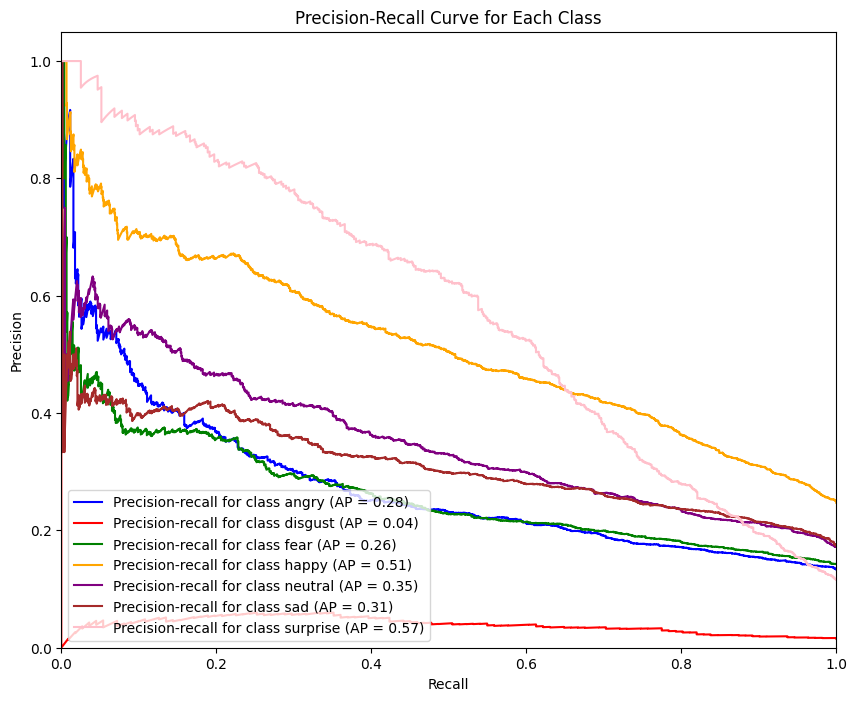 Precision-Recall Curve for Each Class
1.0
0.8
0.6
0.4
0.2
0.0
Precision
Precision-recall for class angry (AP = 0.28)
Precision-recall for class disgust (AP = 0.04)
Precision-recall for class fear (AP = 0.26)
Precision-recall for class happy (AP = 0.51)
Precision-recall for class neutral (AP = 0.35)
Precision-recall for class sad (AP = 0.31)
Precision-recall for class surprise (AP = 0.57)
0.0 0.2 0.4 0.6 0.8 1.0
Recall